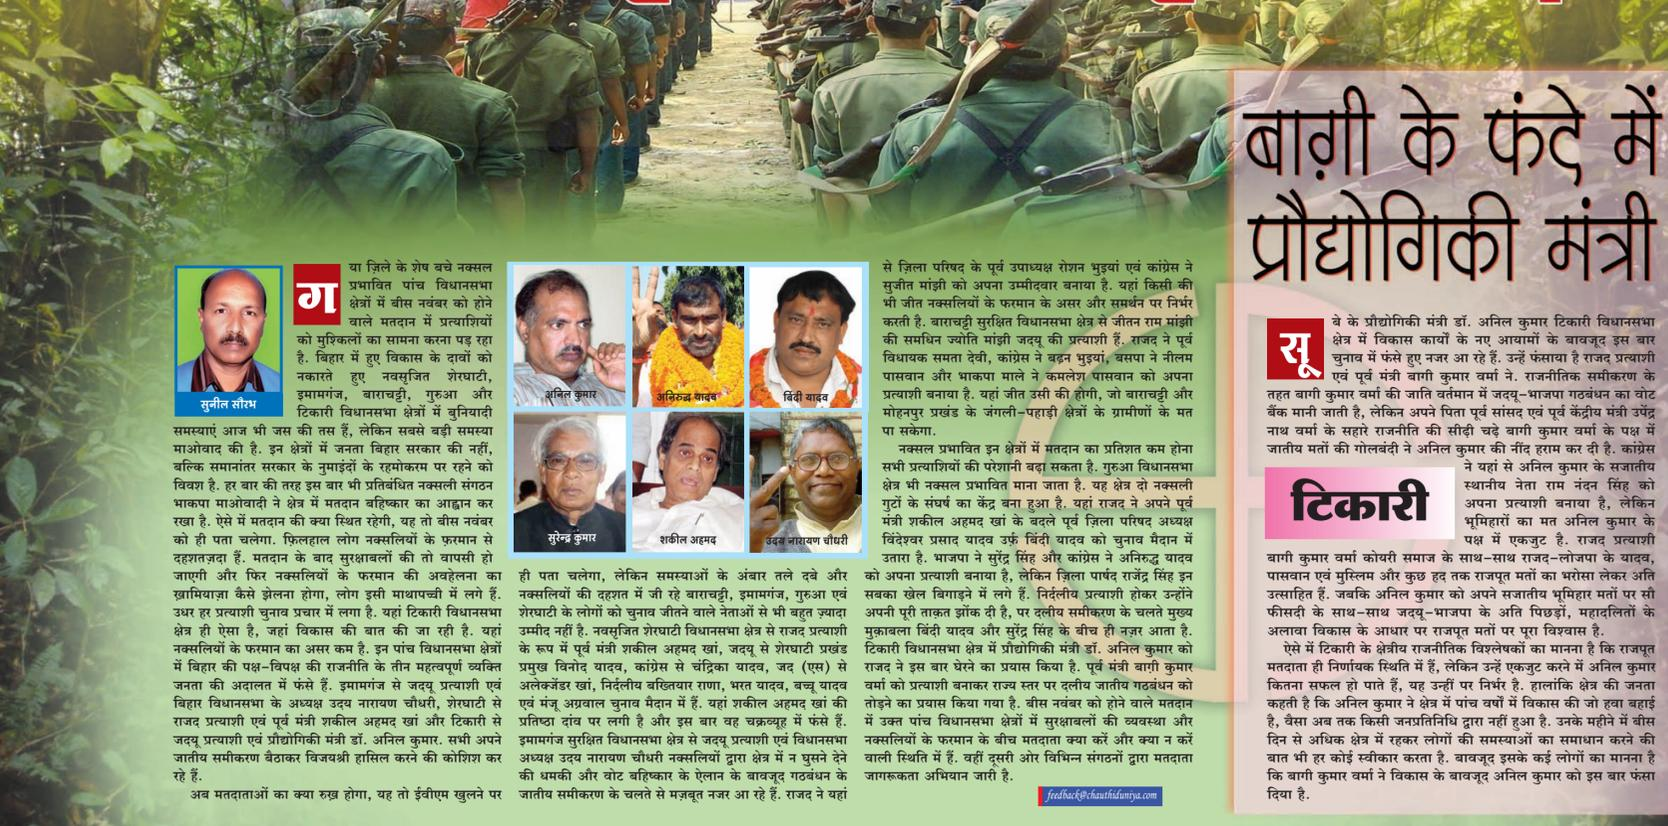 सुनील सौरभ
गया ज़िले के शेष बचे नक्सल
प्रभावित पांच विधानसभा
क्षेत्रों में बीस नवंबर को होने
वाले मतदान में प्रत्याशियों
को मुश्किलों का सामना करना पड़ रहा
है. बिहार में हुए विकास के दावों को
नकारते हुए नवसृजित शेरघाटी,
इमामगंज, बाराचट्टी, गुरुआ और
टिकारी विधानसभा क्षेत्रों में बुनियादी
समस्याएं आज भी जस की तस हैं, लेकिन सबसे बड़ी समस्या
माओवाद की है. इन क्षेत्रों में जनता बिहार सरकार की नहीं,
बल्कि समानांतर सरकार के नुमाइंदों के रहमोकरम पर रहने को
विवश है. हर बार की तरह इस बार भी प्रतिबंधित नक्सली संगठन
भाकपा माओवादी ने क्षेत्र में मतदान बहिष्कार का आह्वान कर
रखा है. ऐसे में मतदान की क्या स्थित रहेगी, यह तो बीस नवंबर
को ही पता चलेगा. फ़िलहाल लोग नक्सलियों के फ़रमान से
दहशतज़दा हैं. मतदान के बाद सुरक्षाबलों की तो वापसी हो
जाएगी और फिर नक्सलियों के फरमान की अवहेलना का
ख़ामियाज़ा कैसे झेलना होगा, लोग इसी माथापच्ची में लगे हैं.
उधर हर प्रत्याशी चुनाव प्रचार में लगा है. यहां टिकारी विधानसभा
क्षेत्र ही ऐसा है, जहां विकास की बात की जा रही है. यहां
नक्सलियों के फरमान का असर कम है. इन पांच विधानसभा क्षेत्रों
में बिहार की पक्ष-विपक्ष की राजनीति के तीन महत्वपूर्ण व्यक्ति
जनता की अदालत में फंसे हैं. इमामगंज से जदयू प्रत्याशी एवं
बिहार विधानसभा के अध्यक्ष उदय नारायण चौधरी, शेरघाटी से
राजद प्रत्याशी एवं पूर्व मंत्री शकील अहमद खां और टिकारी से
जदयू प्रत्याशी एवं प्रौद्योगिकी मंत्री डॉ. अनिल कुमार. सभी अपने
जातीय समीकरण बैठाकर विजयश्री हासिल करने की कोशिश कर
रहे हैं.
अब मतदाताओं का क्या रुख़ होगा, यह तो ईवीएम खुलने पर
अनिल कुमार
अनिरुद्ध यादव
बिंदी यादव
सुरेन्द्र कुमार
शकील अहमद
उदय नारायण चौधरी
ही पता चलेगा, लेकिन समस्याओं के अंबार तले दबे और
नक्सलियों की दहशत में जी रहे बाराचट्टी, इमामगंज, गुरुआ एवं
शेरघाटी के लोगों को चुनाव जीतने वाले नेताओं से भी बहुत ज़्यादा
उम्मीद नहीं है. नवसृजित शेरघाटी विधानसभा क्षेत्र से राजद प्रत्याशी
के रूप में पूर्व मंत्री शकील अहमद खां, जदयू से शेरघाटी प्रखंड
प्रमुख विनोद यादव, कांग्रेस से चंद्रिका यादव, जद (एस) से
अलेक्जेंडर खां, निर्दलीय बख्तियार राणा, भरत यादव, बच्चू यादव
एवं मंजू अग्रवाल चुनाव मैदान में हैं. यहां शकील अहमद खां की
प्रतिष्ठा दांव पर लगी है और इस बार वह चक्रव्यूह में फंसे हैं.
इमामगंज सुरक्षित विधानसभा क्षेत्र से जदयू प्रत्याशी एवं विधानसभा
अध्यक्ष उदय नारायण चौधरी नक्सलियों द्वारा क्षेत्र में न घुसने देने
की धमकी और वोट बहिष्कार के ऐलान के बावजूद गठबंधन के
जातीय समीकरण के चलते से मज़बूत नजर आ रहे हैं. राजद ने यहां
से ज़िला परिषद के पूर्व उपाध्यक्ष रोशन भुइयां एवं कांग्रेस ने
सुजीत मांझी को अपना उम्मीदवार बनाया है. यहां किसी की
भी जीत नक्सलियों के फरमान के असर और समर्थन पर निर्भर
करती है. बाराचट्टी सुरक्षित विधानसभा क्षेत्र से जीतन राम मांझी
की समधिन ज्योति मांझी जदयू की प्रत्याशी हैं. राजद ने पूर्व
विधायक समता देवी, कांग्रेस ने बढ़न भुइयां, बसपा ने नीलम
पासवान और भाकपा माले ने कमलेश पासवान को अपना
प्रत्याशी बनाया है. यहां जीत उसी की होगी, जो बाराचट्टी और
मोहनपुर प्रखंड के जंगली-पहाड़ी क्षेत्रों के ग्रामीणों के मत
पा सकेगा.
नक्सल प्रभावित इन क्षेत्रों में मतदान का प्रतिशत कम होना
सभी प्रत्याशियों की परेशानी बढ़ा सकता है. गुरुआ विधानसभा
क्षेत्र भी नक्सल प्रभावित माना जाता है. यह क्षेत्र दो नक्सली
गुटों के संघर्ष का केंद्र बना हुआ है. यहां राजद ने अपने पूर्व
मंत्री शकील अहमद खां के बदले पूर्व ज़िला परिषद अध्यक्ष
विंदेश्वर प्रसाद यादव उर्फ़ बिंदी यादव को चुनाव मैदान में
उतारा है. भाजपा ने सुरेंद्र सिंह और कांग्रेस ने अनिरुद्ध यादव
को अपना प्रत्याशी बनाया है, लेकिन ज़िला पार्षद राजेंद्र सिंह इन
सबका खेल बिगाड़ने में लगे हैं. निर्दलीय प्रत्याशी होकर उन्होंने
अपनी पूरी ताक़त झोंक दी है, पर दलीय समीकरण के चलते मुख्य
मुक़ाबला बिंदी यादव और सुरेंद्र सिंह के बीच ही नज़र आता है.
टिकारी विधानसभा क्षेत्र में प्रौद्योगिकी मंत्री डॉ. अनिल कुमार को
राजद ने इस बार घेरने का प्रयास किया है. पूर्व मंत्री बाग़ी कुमार
वर्मा को प्रत्याशी बनाकर राज्य स्तर पर दलीय जातीय गठबंधन को
तोड़ने का प्रयास किया गया है. बीस नवंबर को होने वाले मतदान
में उक्त पांच विधानसभा क्षेत्रों में सुरक्षाबलों की व्यवस्था और
नक्सलियों के फरमान के बीच मतदाता क्या करें और क्या न करें
वाली स्थिति में हैं. वहीं दूसरी ओर विभिन्न संगठनों द्वारा मतदाता
जागरूकता अभियान जारी है.
feedback@chauthiduniya.com
बाग़ी के फंदे में
प्रौद्योगिकी मंत्री
सूबे के प्रौद्योगिकी मंत्री डॉ. अनिल कुमार टिकारी विधानसभा
क्षेत्र में विकास कार्यों के नए आयामों के बावजूद इस बार
चुनाव में फंसे हुए नजर आ रहे हैं. उन्हें फंसाया है राजद प्रत्याशी
एवं पूर्व मंत्री बागी कुमार वर्मा ने. राजनीतिक समीकरण के
तहत बागी कुमार वर्मा की जाति वर्तमान में जदयू-भाजपा गठबंधन का वोट
बैंक मानी जाती है, लेकिन अपने पिता पूर्व सांसद एवं पूर्व केंद्रीय मंत्री उपेंद्र
नाथ वर्मा के सहारे राजनीति की सीढ़ी चढ़े बागी कुमार वर्मा के पक्ष में
जातीय मतों की गोलबंदी ने अनिल कुमार की नींद हराम कर दी है. कांग्रेस
टिकारी
ने यहां से अनिल कुमार के सजातीय
स्थानीय नेता राम नंदन सिंह को
अपना प्रत्याशी बनाया है, लेकिन
भूमिहारों का मत अनिल कुमार के
पक्ष में एकजुट है. राजद प्रत्याशी
बागी कुमार वर्मा कोयरी समाज के साथ-साथ राजद-लोजपा के यादव,
पासवान एवं मुस्लिम और कुछ हद तक राजपूत मतों का भरोसा लेकर अति
उत्साहित हैं. जबकि अनिल कुमार को अपने सजातीय भूमिहार मतों पर सौ
फीसदी के साथ-साथ जदयू-भाजपा के अति पिछड़ों, महादलितों के
अलावा विकास के आधार पर राजपूत मतों पर पूरा विश्वास है.
ऐसे में टिकारी के क्षेत्रीय राजनीतिक विश्लेषकों का मानना है कि राजपूत
मतदाता ही निर्णायक स्थिति में हैं, लेकिन उन्हें एकजुट करने में अनिल कुमार
कितना सफल हो पाते हैं, यह उन्हीं पर निर्भर है. हालांकि क्षेत्र की जनता
कहती है कि अनिल कुमार ने क्षेत्र में पांच वर्षों में विकास की जो गंगा बहाई
है, वैसा अब तक किसी जनप्रतिनिधि द्वारा नहीं हुआ है. उनके महीने में बीस
दिन से अधिक क्षेत्र में रहकर लोगों की समस्याओं का समाधान करने की
बात भी हर कोई स्वीकार करता है. बावजूद इसके कई लोगों का मानना है
कि बागी कुमार वर्मा ने विकास के बावजूद अनिल कुमार को इस बार फंसा
दिया है.